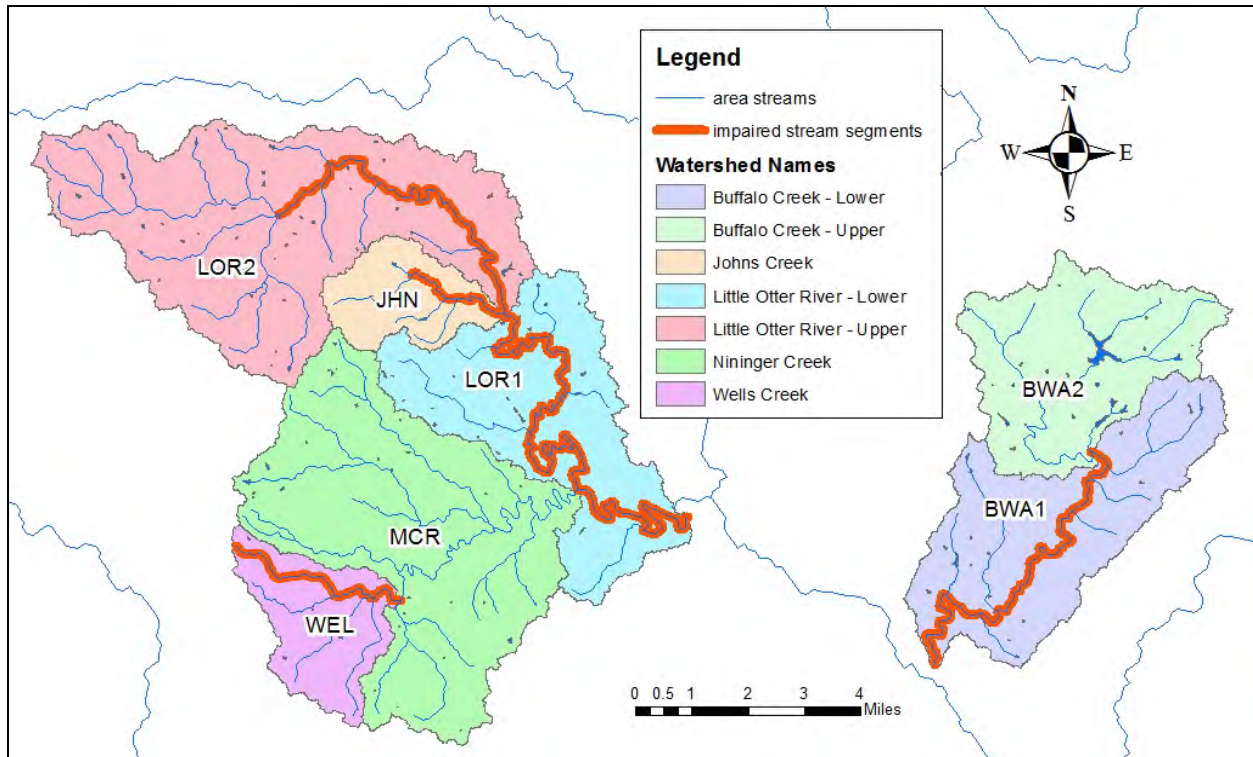 Legend
area streams
impaired stream segments
Watershed Names
Buffalo Creek - Lower
Buffalo Creek - Upper
Johns Creek
Little Otter River - Lower
Little Otter River - Upper
Nininger Creek
Wells Creek
N
W
E
S
LOR2
JHN
LOR1
BWA2
BWA1
MCR
WEL
0 0.5 1 2 3 4
Miles